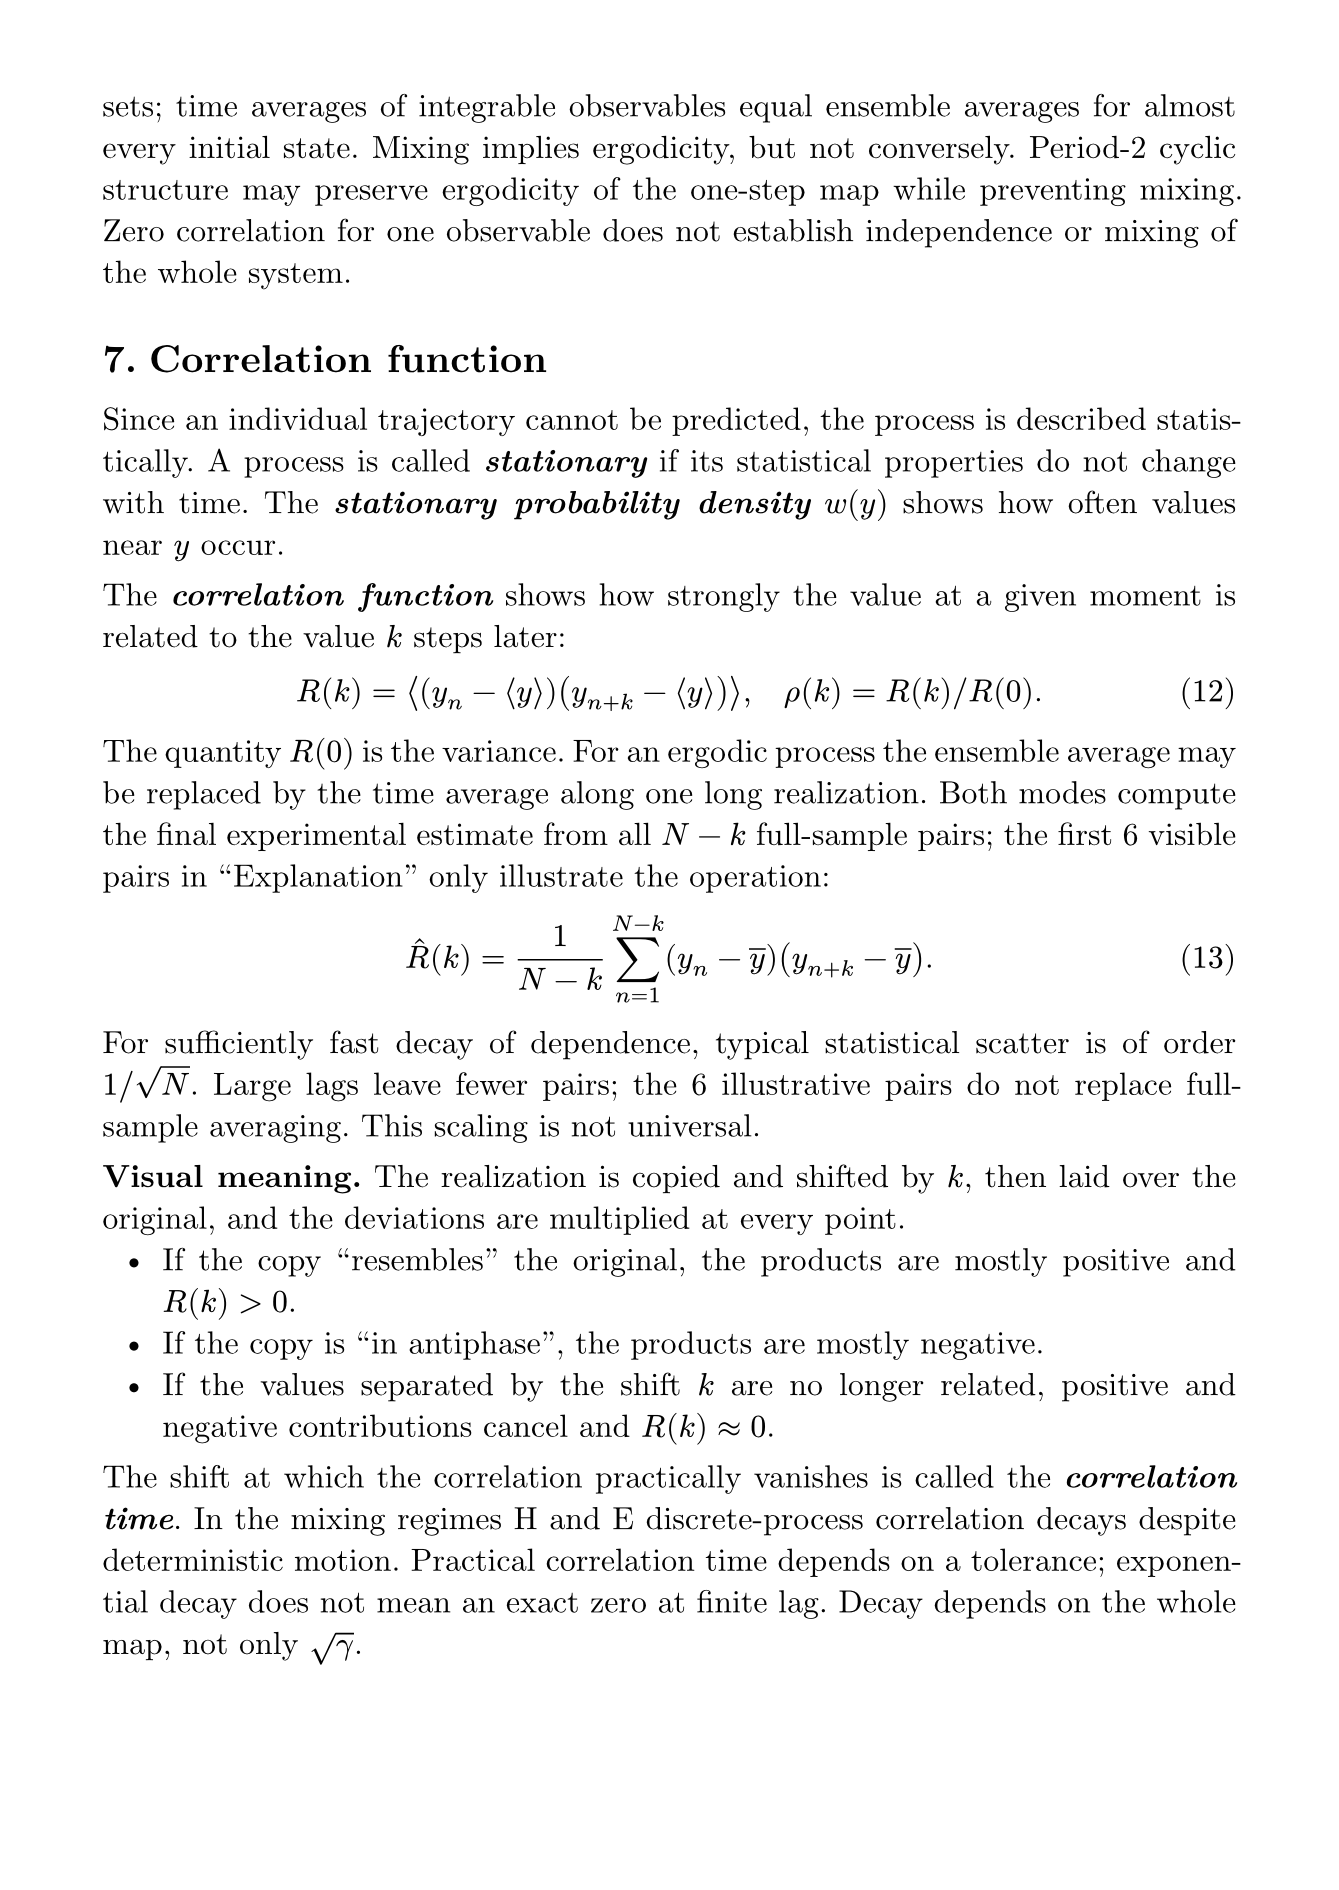 sets; time averages of integrable observables equal ensemble averages for almost
every initial state. Mixing implies ergodicity, but not conversely. Period-2 cyclic
structure may preserve ergodicity of the one-step map while preventing mixing.
Zero correlation for one observable does not establish independence or mixing of
the whole system.
7. Correlation function
Since an individual trajectory cannot be predicted, the process is described statis-
tically. A process is called stationary if its statistical properties do not change
with time. The stationary probability density w(y) shows how often values
near y occur.
The correlation function shows how strongly the value at a given moment is
related to the value k steps later:
R(k) = ⟨(yₙ − ⟨y⟩)(yₙ₊ₖ − ⟨y⟩)⟩, ρ(k) = R(k)/R(0). (12)
The quantity R(0) is the variance. For an ergodic process the ensemble average may
be replaced by the time average along one long realization. Both modes compute
the final experimental estimate from all N − k full-sample pairs; the first 6 visible
pairs in “Explanation” only illustrate the operation:
R̂(k) = 1/(N − k) ∑_{n=1}^{N−k} (yₙ − y̅)(yₙ₊ₖ − y̅). (13)
For sufficiently fast decay of dependence, typical statistical scatter is of order
1/√N. Large lags leave fewer pairs; the 6 illustrative pairs do not replace full-
sample averaging. This scaling is not universal.
Visual meaning. The realization is copied and shifted by k, then laid over the
original, and the deviations are multiplied at every point.
• If the copy “resembles” the original, the products are mostly positive and
R(k) > 0.
• If the copy is “in antiphase”, the products are mostly negative.
• If the values separated by the shift k are no longer related, positive and
negative contributions cancel and R(k) ≈ 0.
The shift at which the correlation practically vanishes is called the correlation
time. In the mixing regimes H and E discrete-process correlation decays despite
deterministic motion. Practical correlation time depends on a tolerance; exponen-
tial decay does not mean an exact zero at finite lag. Decay depends on the whole
map, not only √γ.